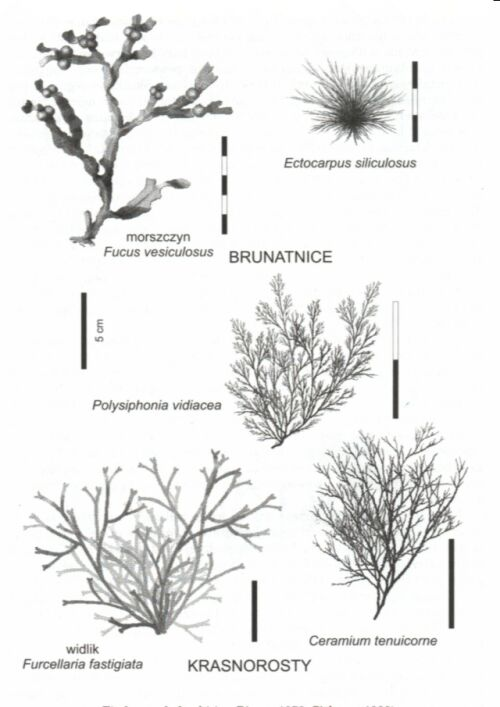 Ectocarpus siliculosus
morszczyn
Fucus vesiculosus
BRUNATNICE
5 cm
Polysiphonia vidiacea
Ceramium tenuicorne
widlik
Furcellaria fastigiata
KRASNOROSTY